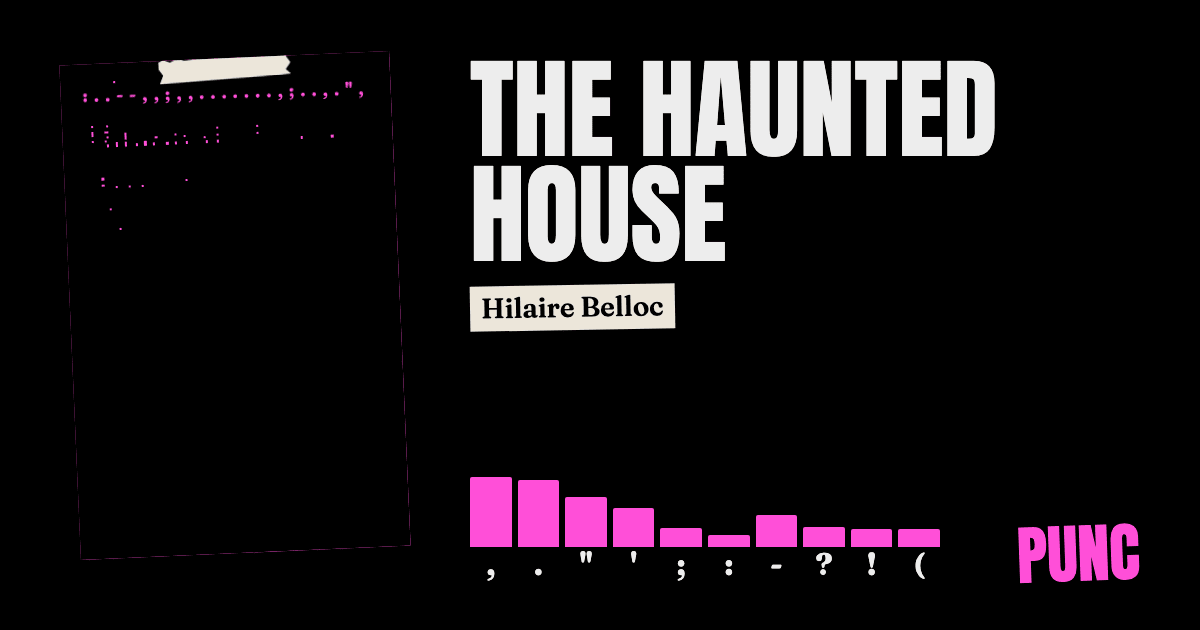 :..--,,;,,.......,;..,.",
THE HAUNTED
HOUSE
Hilaire Belloc
, . " ' ; : - ? ! (
PUNC